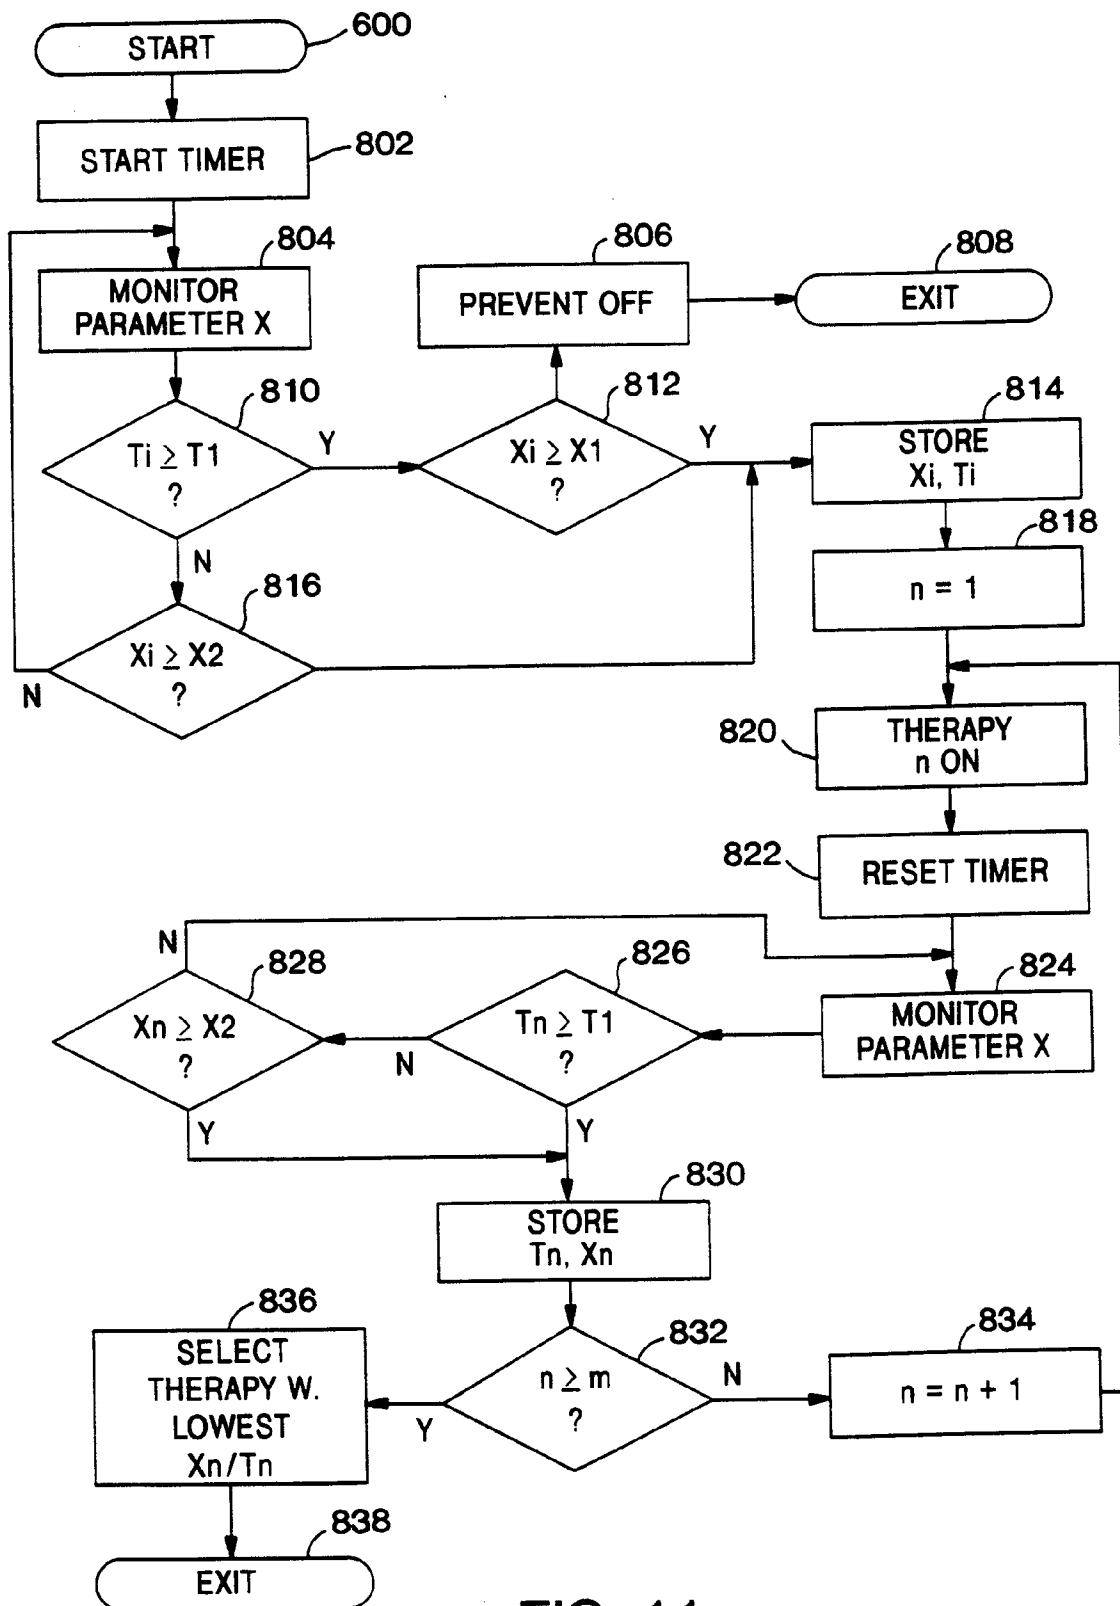 START
600
START TIMER
802
804
MONITOR
PARAMETER X
806
PREVENT OFF
808
EXIT
810
Ti ≥ T1
?
Y
N
812
Xi ≥ X1
?
Y
814
STORE
Xi, Ti
816
Xi ≥ X2
?
N
818
n = 1
820
THERAPY
n ON
822
RESET TIMER
824
MONITOR
PARAMETER X
826
Tn ≥ T1
?
N
Y
828
Xn ≥ X2
?
N
Y
830
STORE
Tn, Xn
832
n ≥ m
?
N
Y
834
n = n + 1
836
SELECT
THERAPY W.
LOWEST
Xn/Tn
838
EXIT